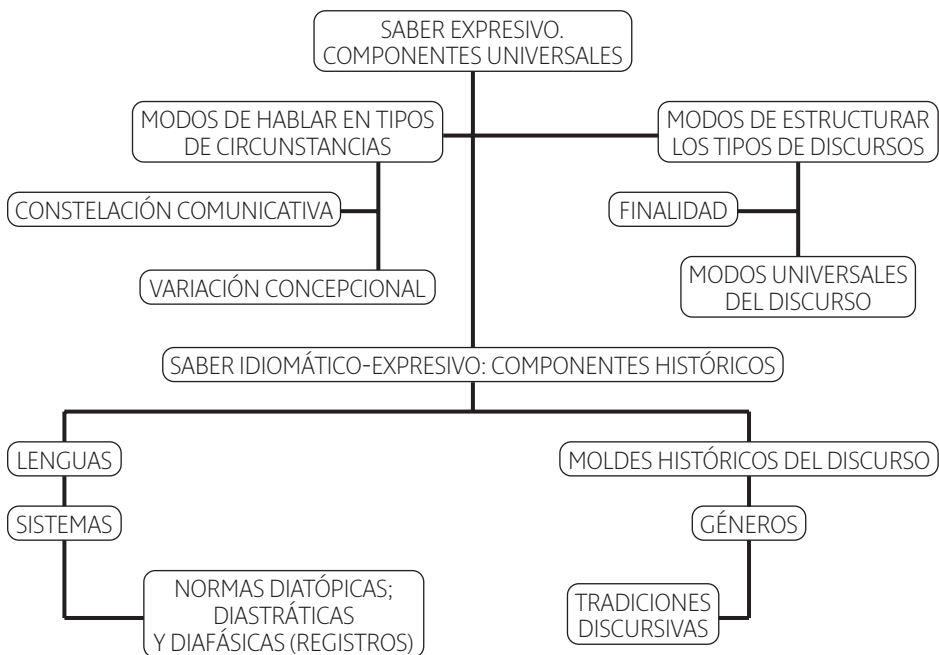 SABER EXPRESIVO.
COMPONENTES UNIVERSALES
MODOS DE HABLAR EN TIPOS
DE CIRCUNSTANCIAS
MODOS DE ESTRUCTURAR
LOS TIPOS DE DISCURSOS
CONSTELACIÓN COMUNICATIVA
FINALIDAD
VARIACIÓN CONCEPCIONAL
MODOS UNIVERSALES
DEL DISCURSO
SABER IDIOMÁTICO-EXPRESIVO: COMPONENTES HISTÓRICOS
LENGUAS
MOLDES HISTÓRICOS DEL DISCURSO
SISTEMAS
GÉNEROS
NORMAS DIATÓPICAS;
DIASTRÁTICAS
Y DIAFÁSICAS (REGISTROS)
TRADICIONES
DISCURSIVAS